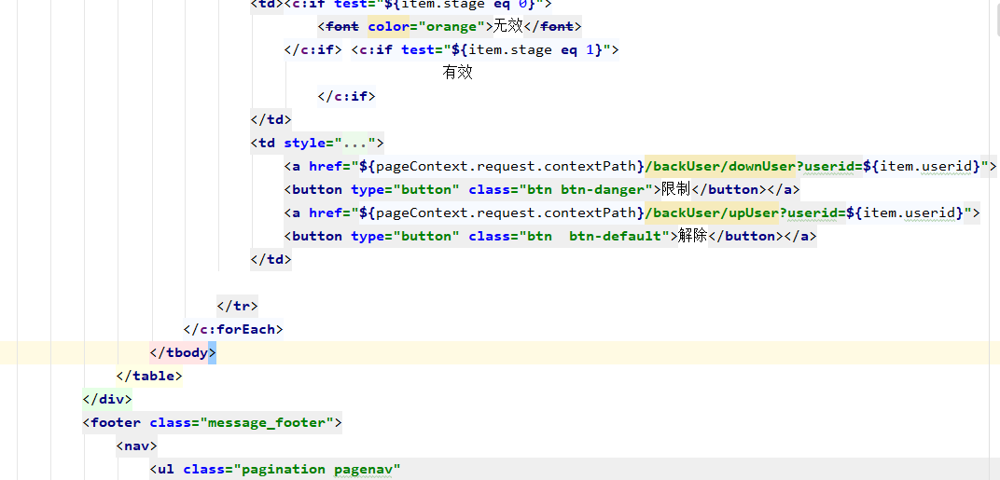 <td><c:if test="${item.stage eq 0}">
<font color="orange">无效</font>
</c:if> <c:if test="${item.stage eq 1}">
有效
</c:if>
</td>
<td style="...">
<a href="${pageContext.request.contextPath}/backUser/downUser?userid=${item.userid}">
<button type="button" class="btn btn-danger">限制</button></a>
<a href="${pageContext.request.contextPath}/backUser/upUser?userid=${item.userid}">
<button type="button" class="btn  btn-default">解除</button></a>
</td>
</tr>
</c:forEach>
</tbody>
</table>
</div>
<footer class="message_footer">
<nav>
<ul class="pagination pagenav"